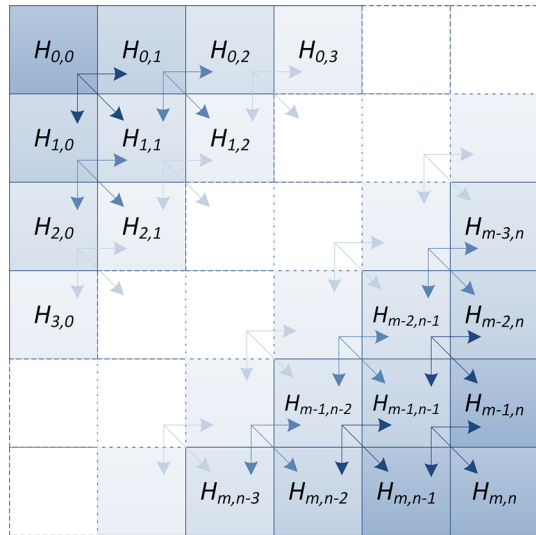 H0,0 H0,1 H0,2 H0,3
H1,0 H1,1 H1,2
H2,0 H2,1 Hm-3,n
H3,0 Hm-2,n-1 Hm-2,n
Hm-1,n-2 Hm-1,n-1 Hm-1,n
Hm,n-3 Hm,n-2 Hm,n-1 Hm,n